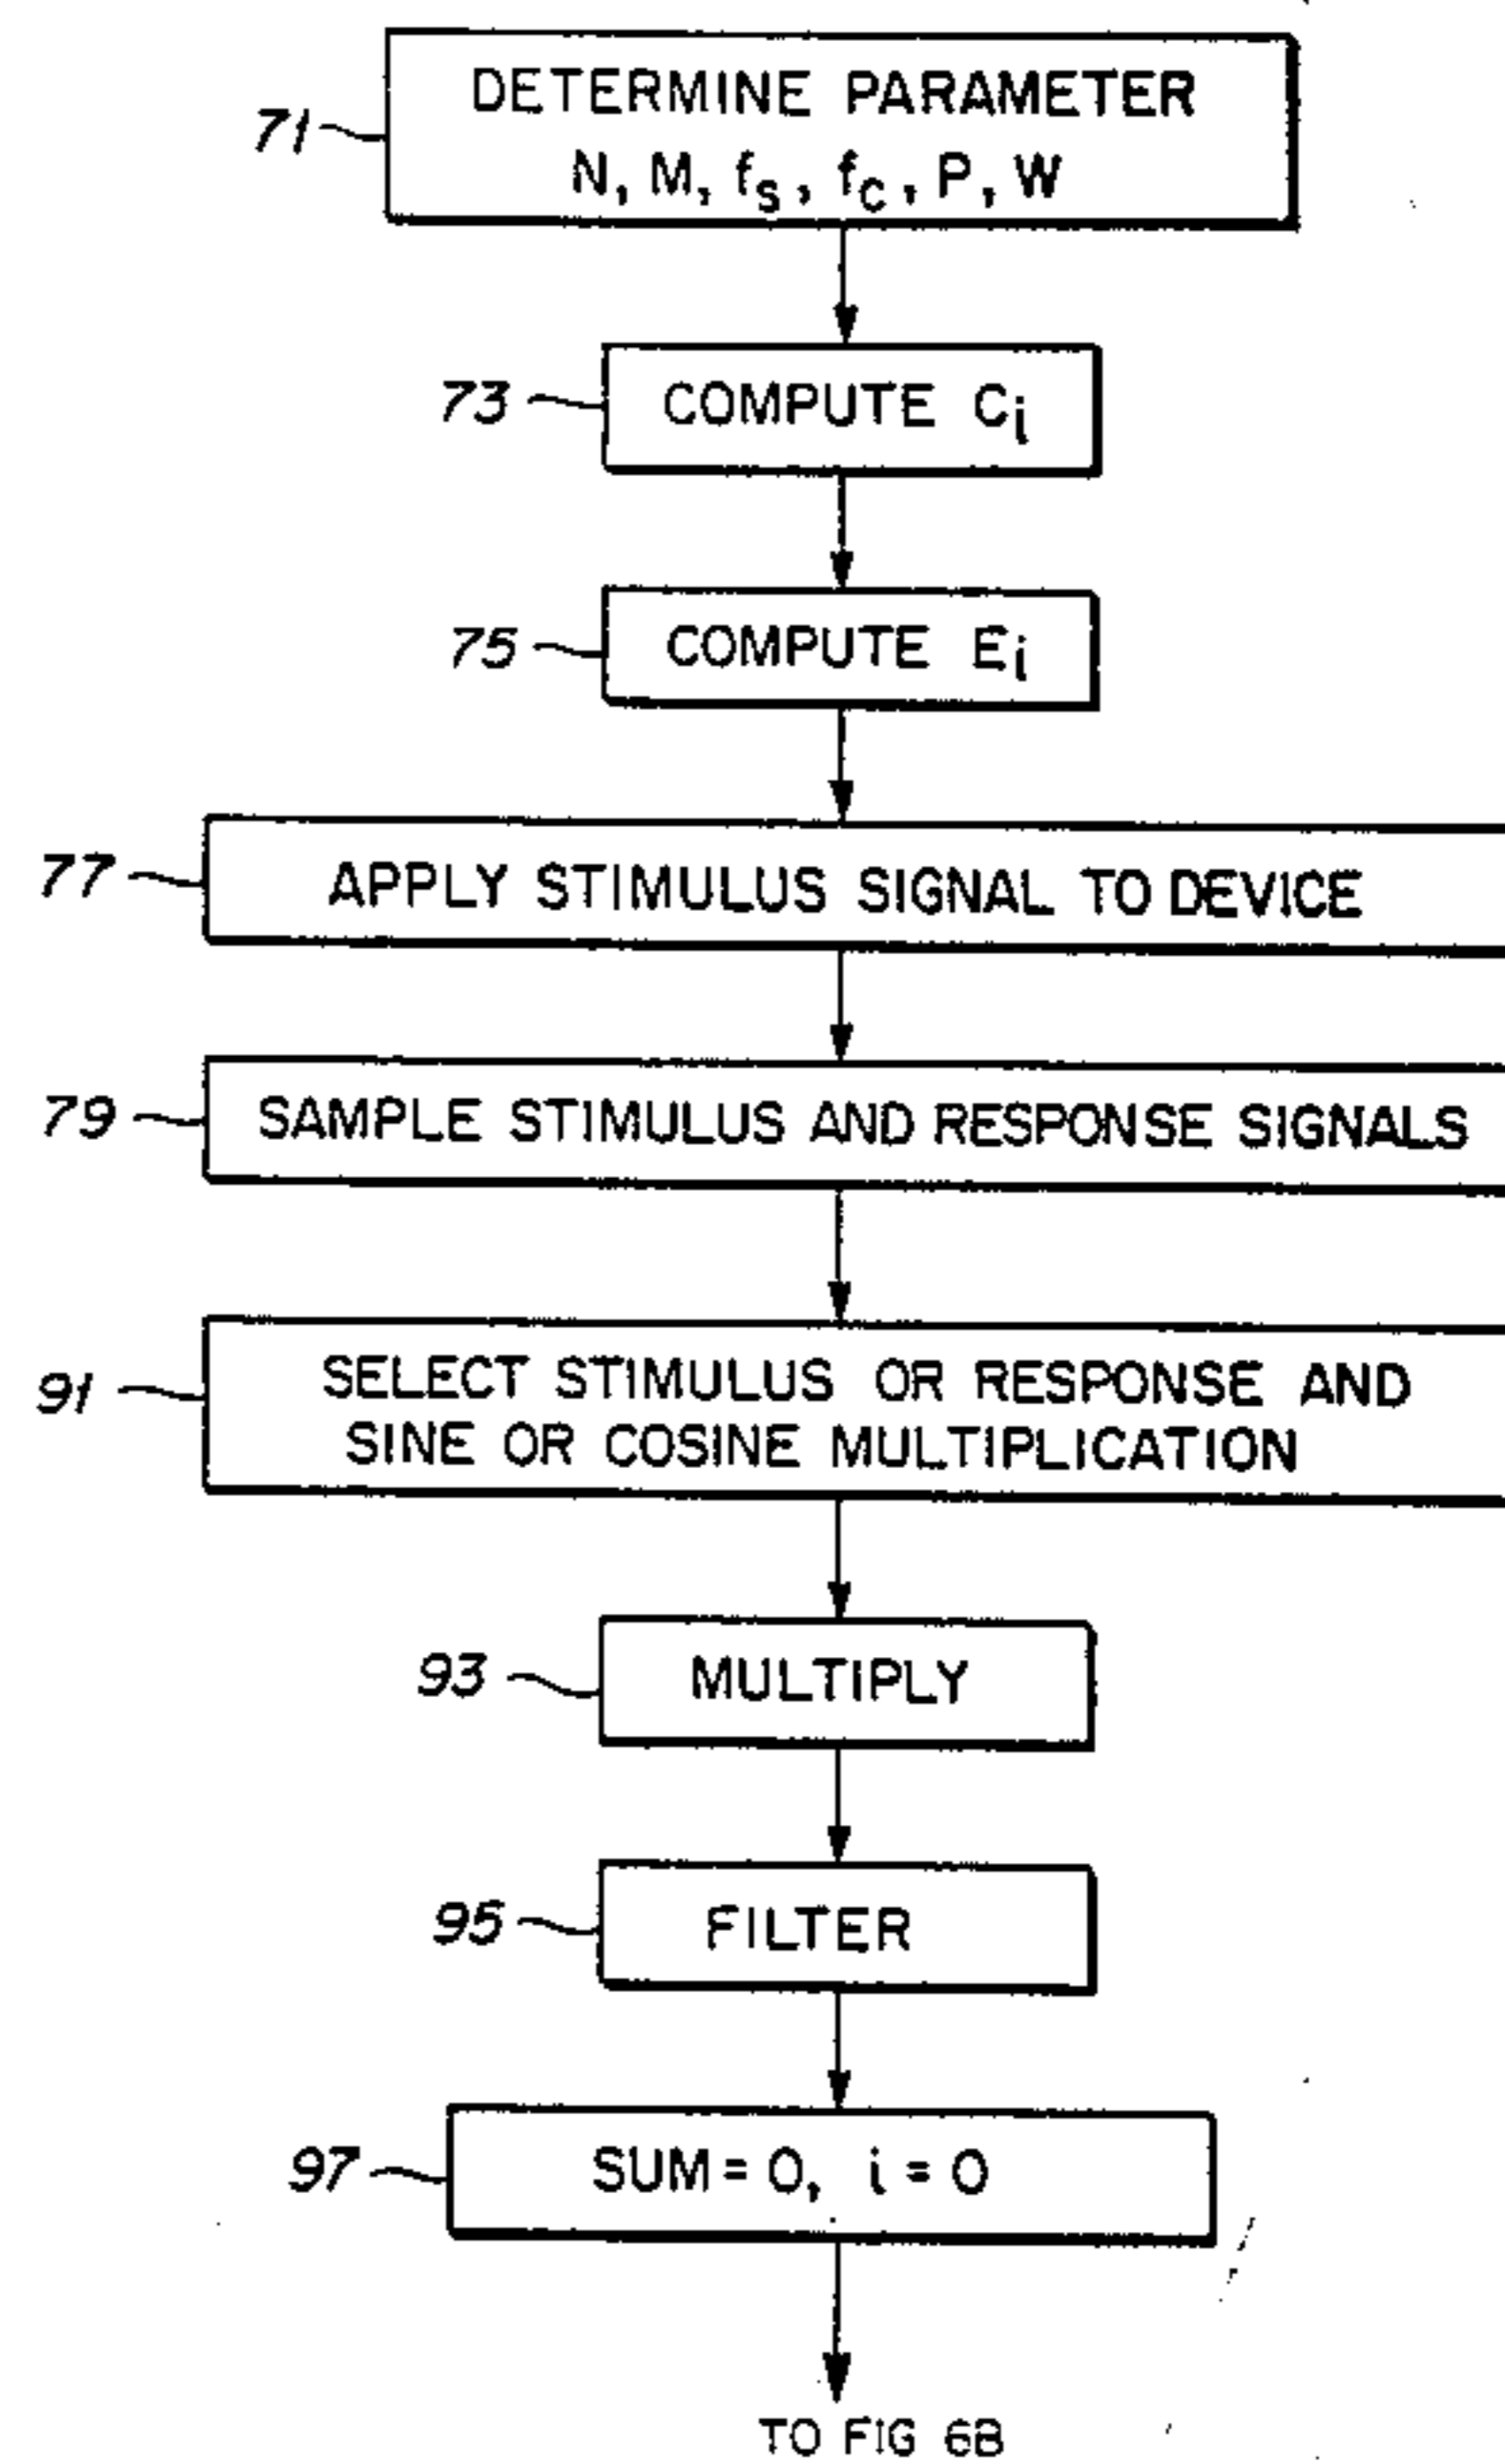 DETERMINE PARAMETER
N, M, fs, fc, P, W
71
COMPUTE Ci
73
COMPUTE Ei
75
APPLY STIMULUS SIGNAL TO DEVICE
77
SAMPLE STIMULUS AND RESPONSE SIGNALS
79
SELECT STIMULUS OR RESPONSE AND
SINE OR COSINE MULTIPLICATION
91
MULTIPLY
93
FILTER
95
SUM = 0, i = 0
97
TO FIG 6B